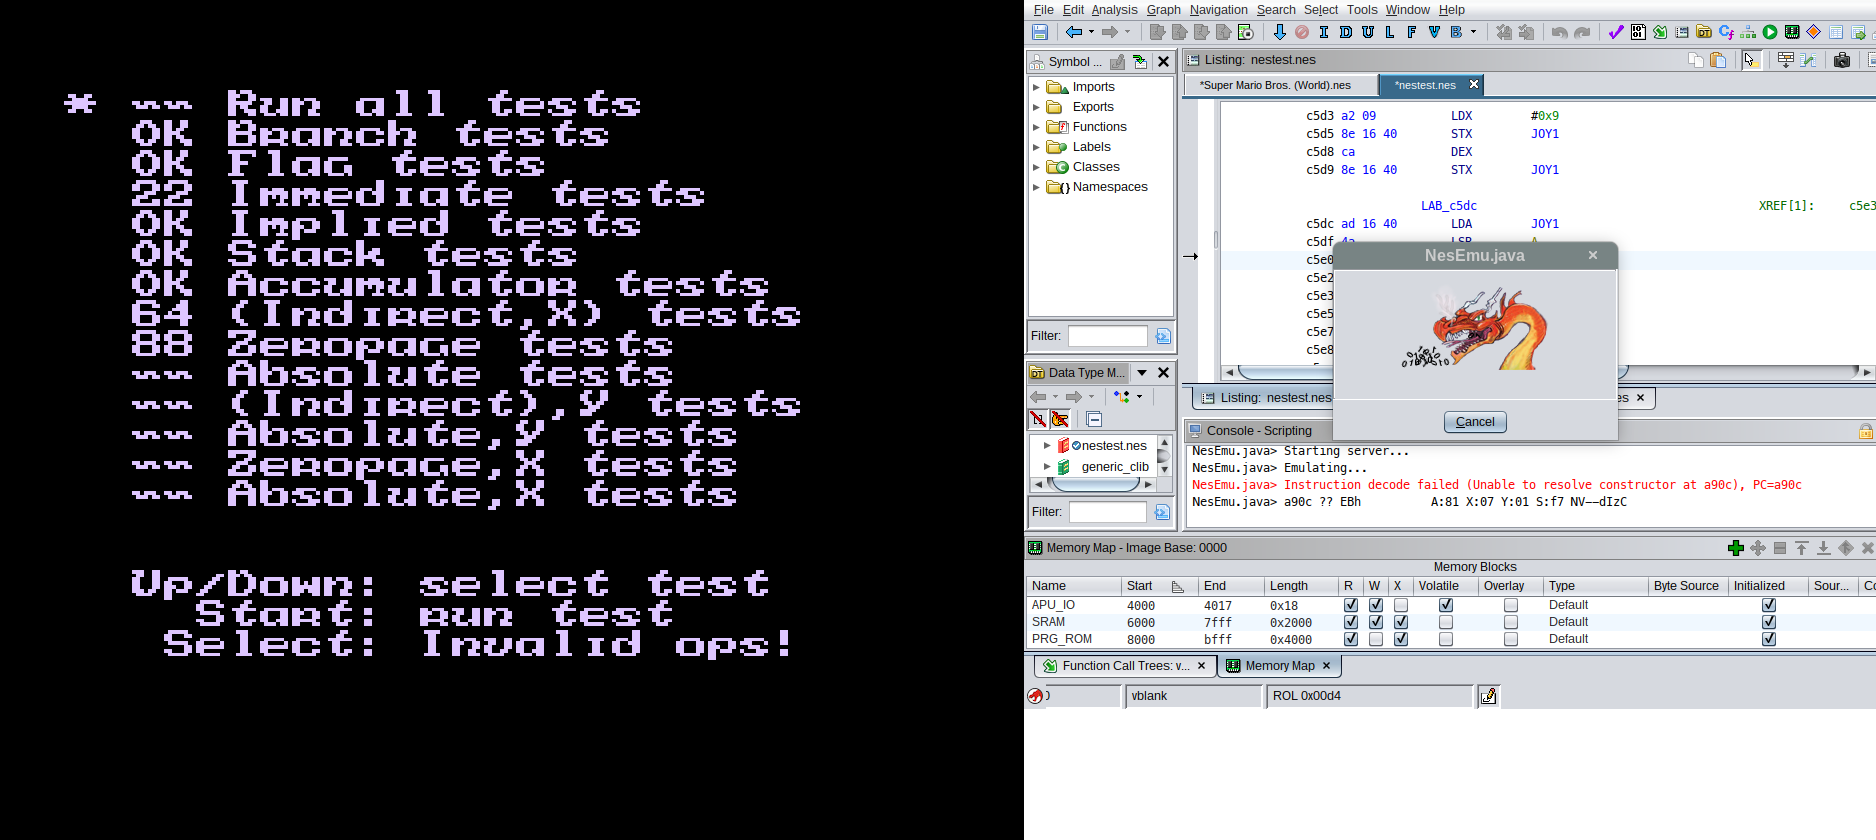 * -- Run all tests
OK Branch tests
OK Flag tests
22 Immediate tests
OK Implied tests
OK Stack tests
OK Accumulator tests
64 (Indirect,X) tests
88 Zeropage tests
-- Absolute tests
-- (Indirect),Y tests
-- Absolute,Y tests
-- Zeropage,X tests
-- Absolute,X tests
Up/Down: select test
Start: run test
Select: Invalid ops!
File Edit Analysis Graph Navigation Search Select Tools Window Help
I D U L F V B
Symbol ...
Imports
Exports
Functions
Labels
Classes
Namespaces
Filter:
Data Type M...
nestest.nes
generic_clib
Filter:
Listing: nestest.nes
*Super Mario Bros. (World).nes *nestest.nes
c5d3 a2 09 LDX #0x9
c5d5 8e 16 40 STX JOY1
c5d8 ca DEX
c5d9 8e 16 40 STX JOY1
LAB_c5dc XREF[1]: c5e3
c5dc ad 16 40 LDA JOY1
c5df 4a LSR A
c5e0
c5e2
c5e3
c5e5
c5e7
c5e8
NesEmu.java
Cancel
Listing: nestest.nes
Console - Scripting
NesEmu.java> Starting server...
NesEmu.java> Emulating...
NesEmu.java> Instruction decode failed (Unable to resolve constructor at a90c), PC=a90c
NesEmu.java> a90c ?? EBh A:81 X:07 Y:01 S:f7 NV--dIzC
Memory Map - Image Base: 0000
Memory Blocks
Name Start End Length R W X Volatile Overlay Type Byte Source Initialized Sour... Co
APU_IO 4000 4017 0x18 Default
SRAM 6000 7fff 0x2000 Default
PRG_ROM 8000 bfff 0x4000 Default
Function Call Trees: v... Memory Map
vblank ROL 0x00d4